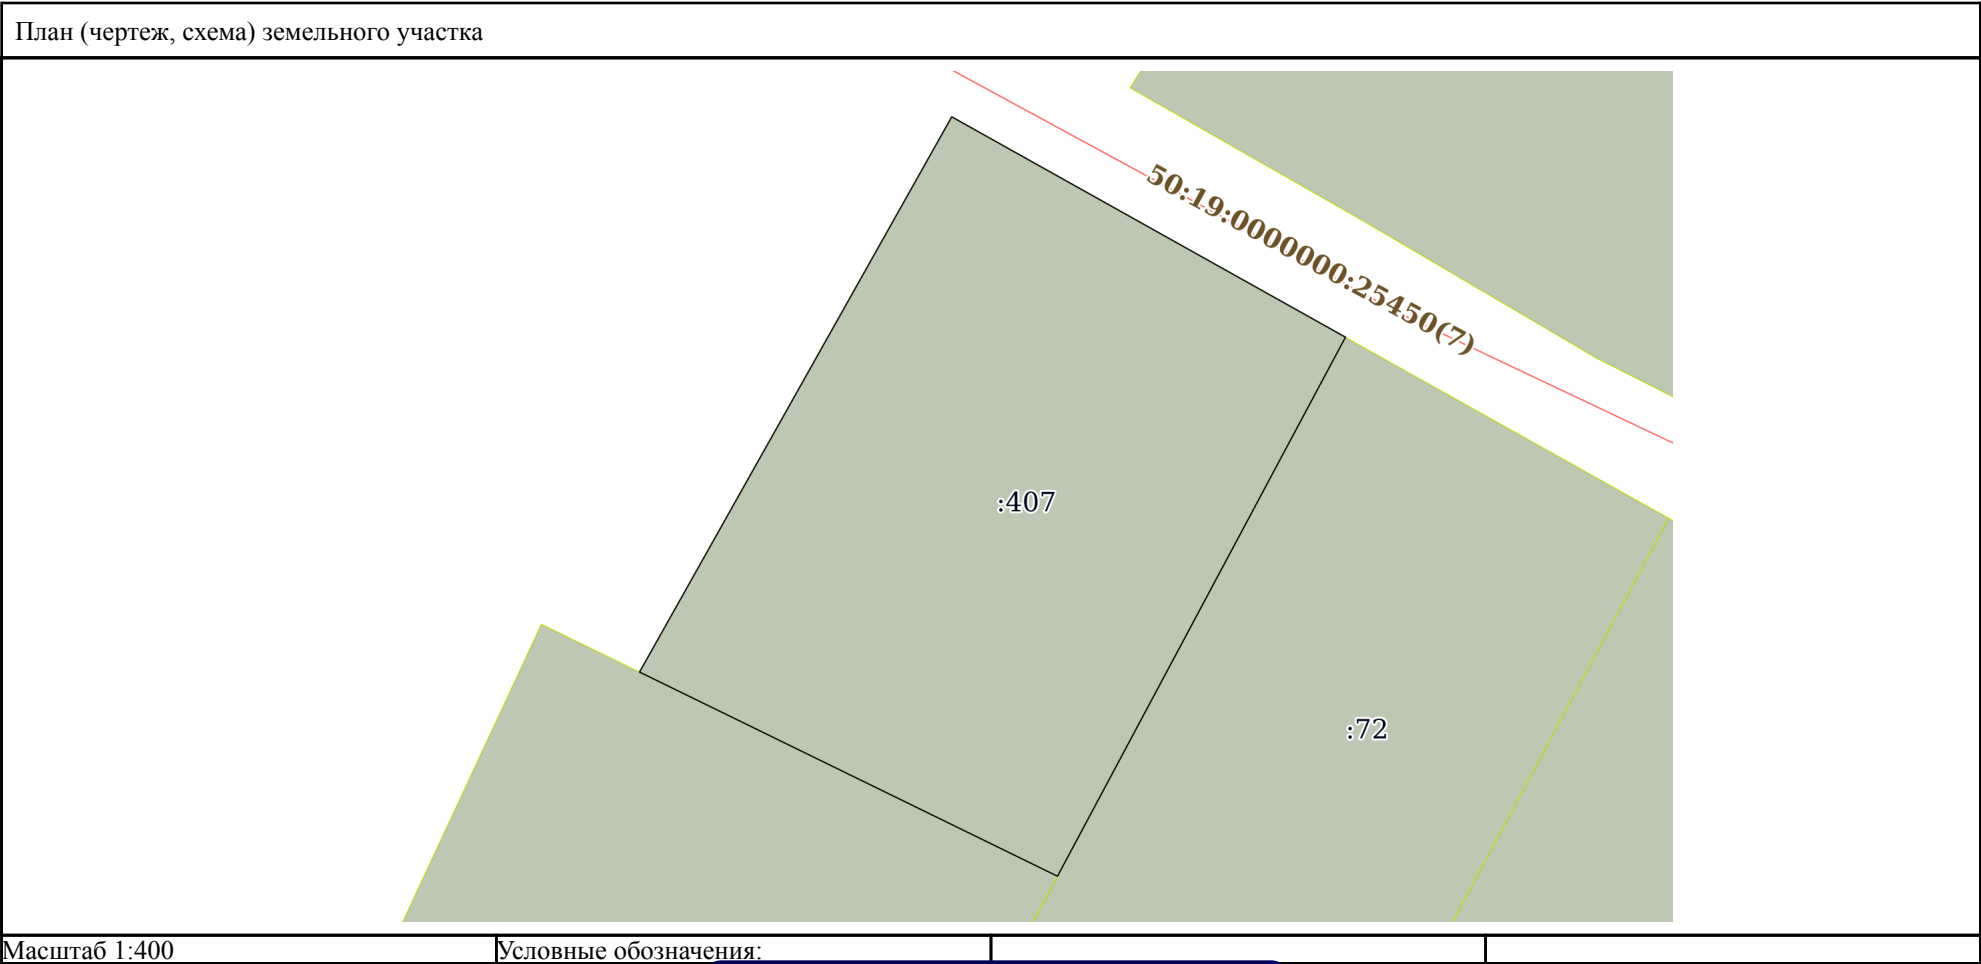 План (чертеж, схема) земельного участка
50:19:0000000:25450(7)
:407
:72
Масштаб 1:400
Условные обозначения: